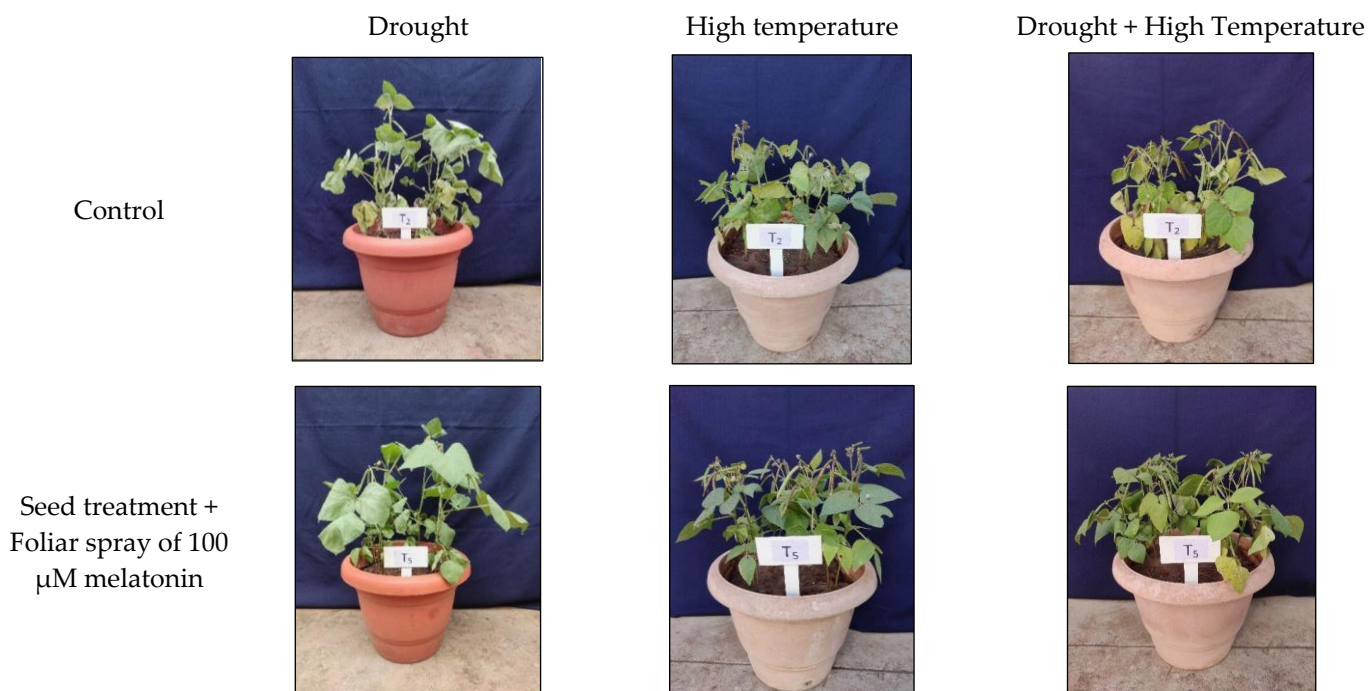 Drought
High temperature
Drought + High Temperature
Control
T₂
T₂
T₂
Seed treatment +
Foliar spray of 100
µM melatonin
T₅
T₅
T₅